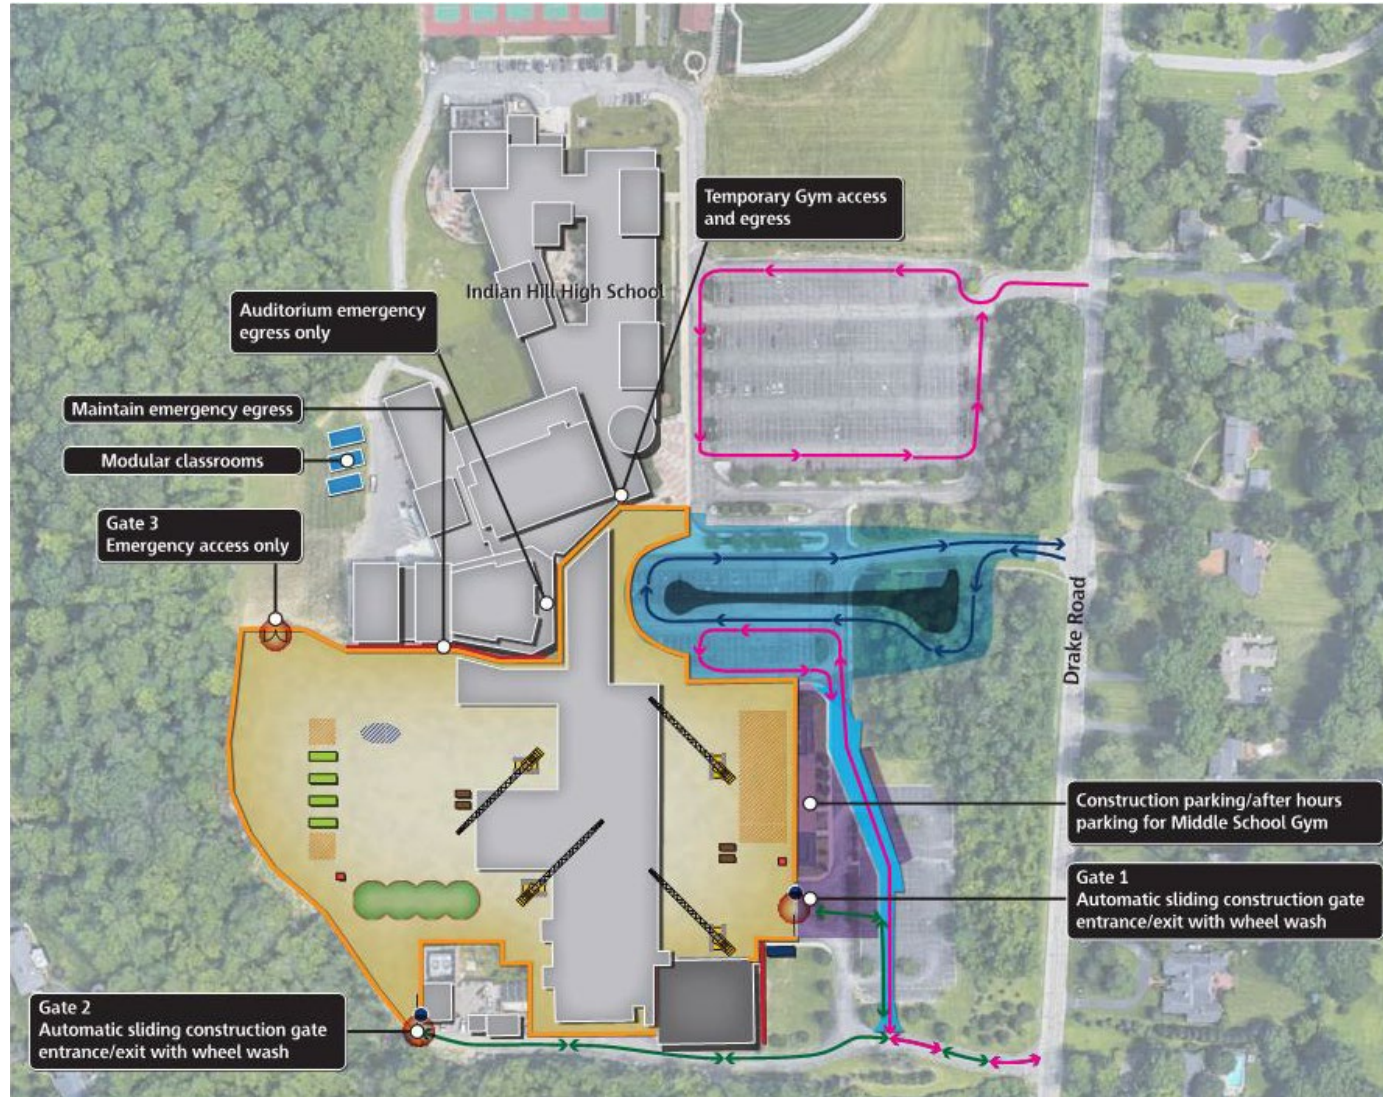 Temporary Gym access
and egress
Indian Hill High School
Auditorium emergency
egress only
Maintain emergency egress
Modular classrooms
Gate 3
Emergency access only
Drake Road
Construction parking/after hours
parking for Middle School Gym
Gate 1
Automatic sliding construction gate
entrance/exit with wheel wash
Gate 2
Automatic sliding construction gate
entrance/exit with wheel wash